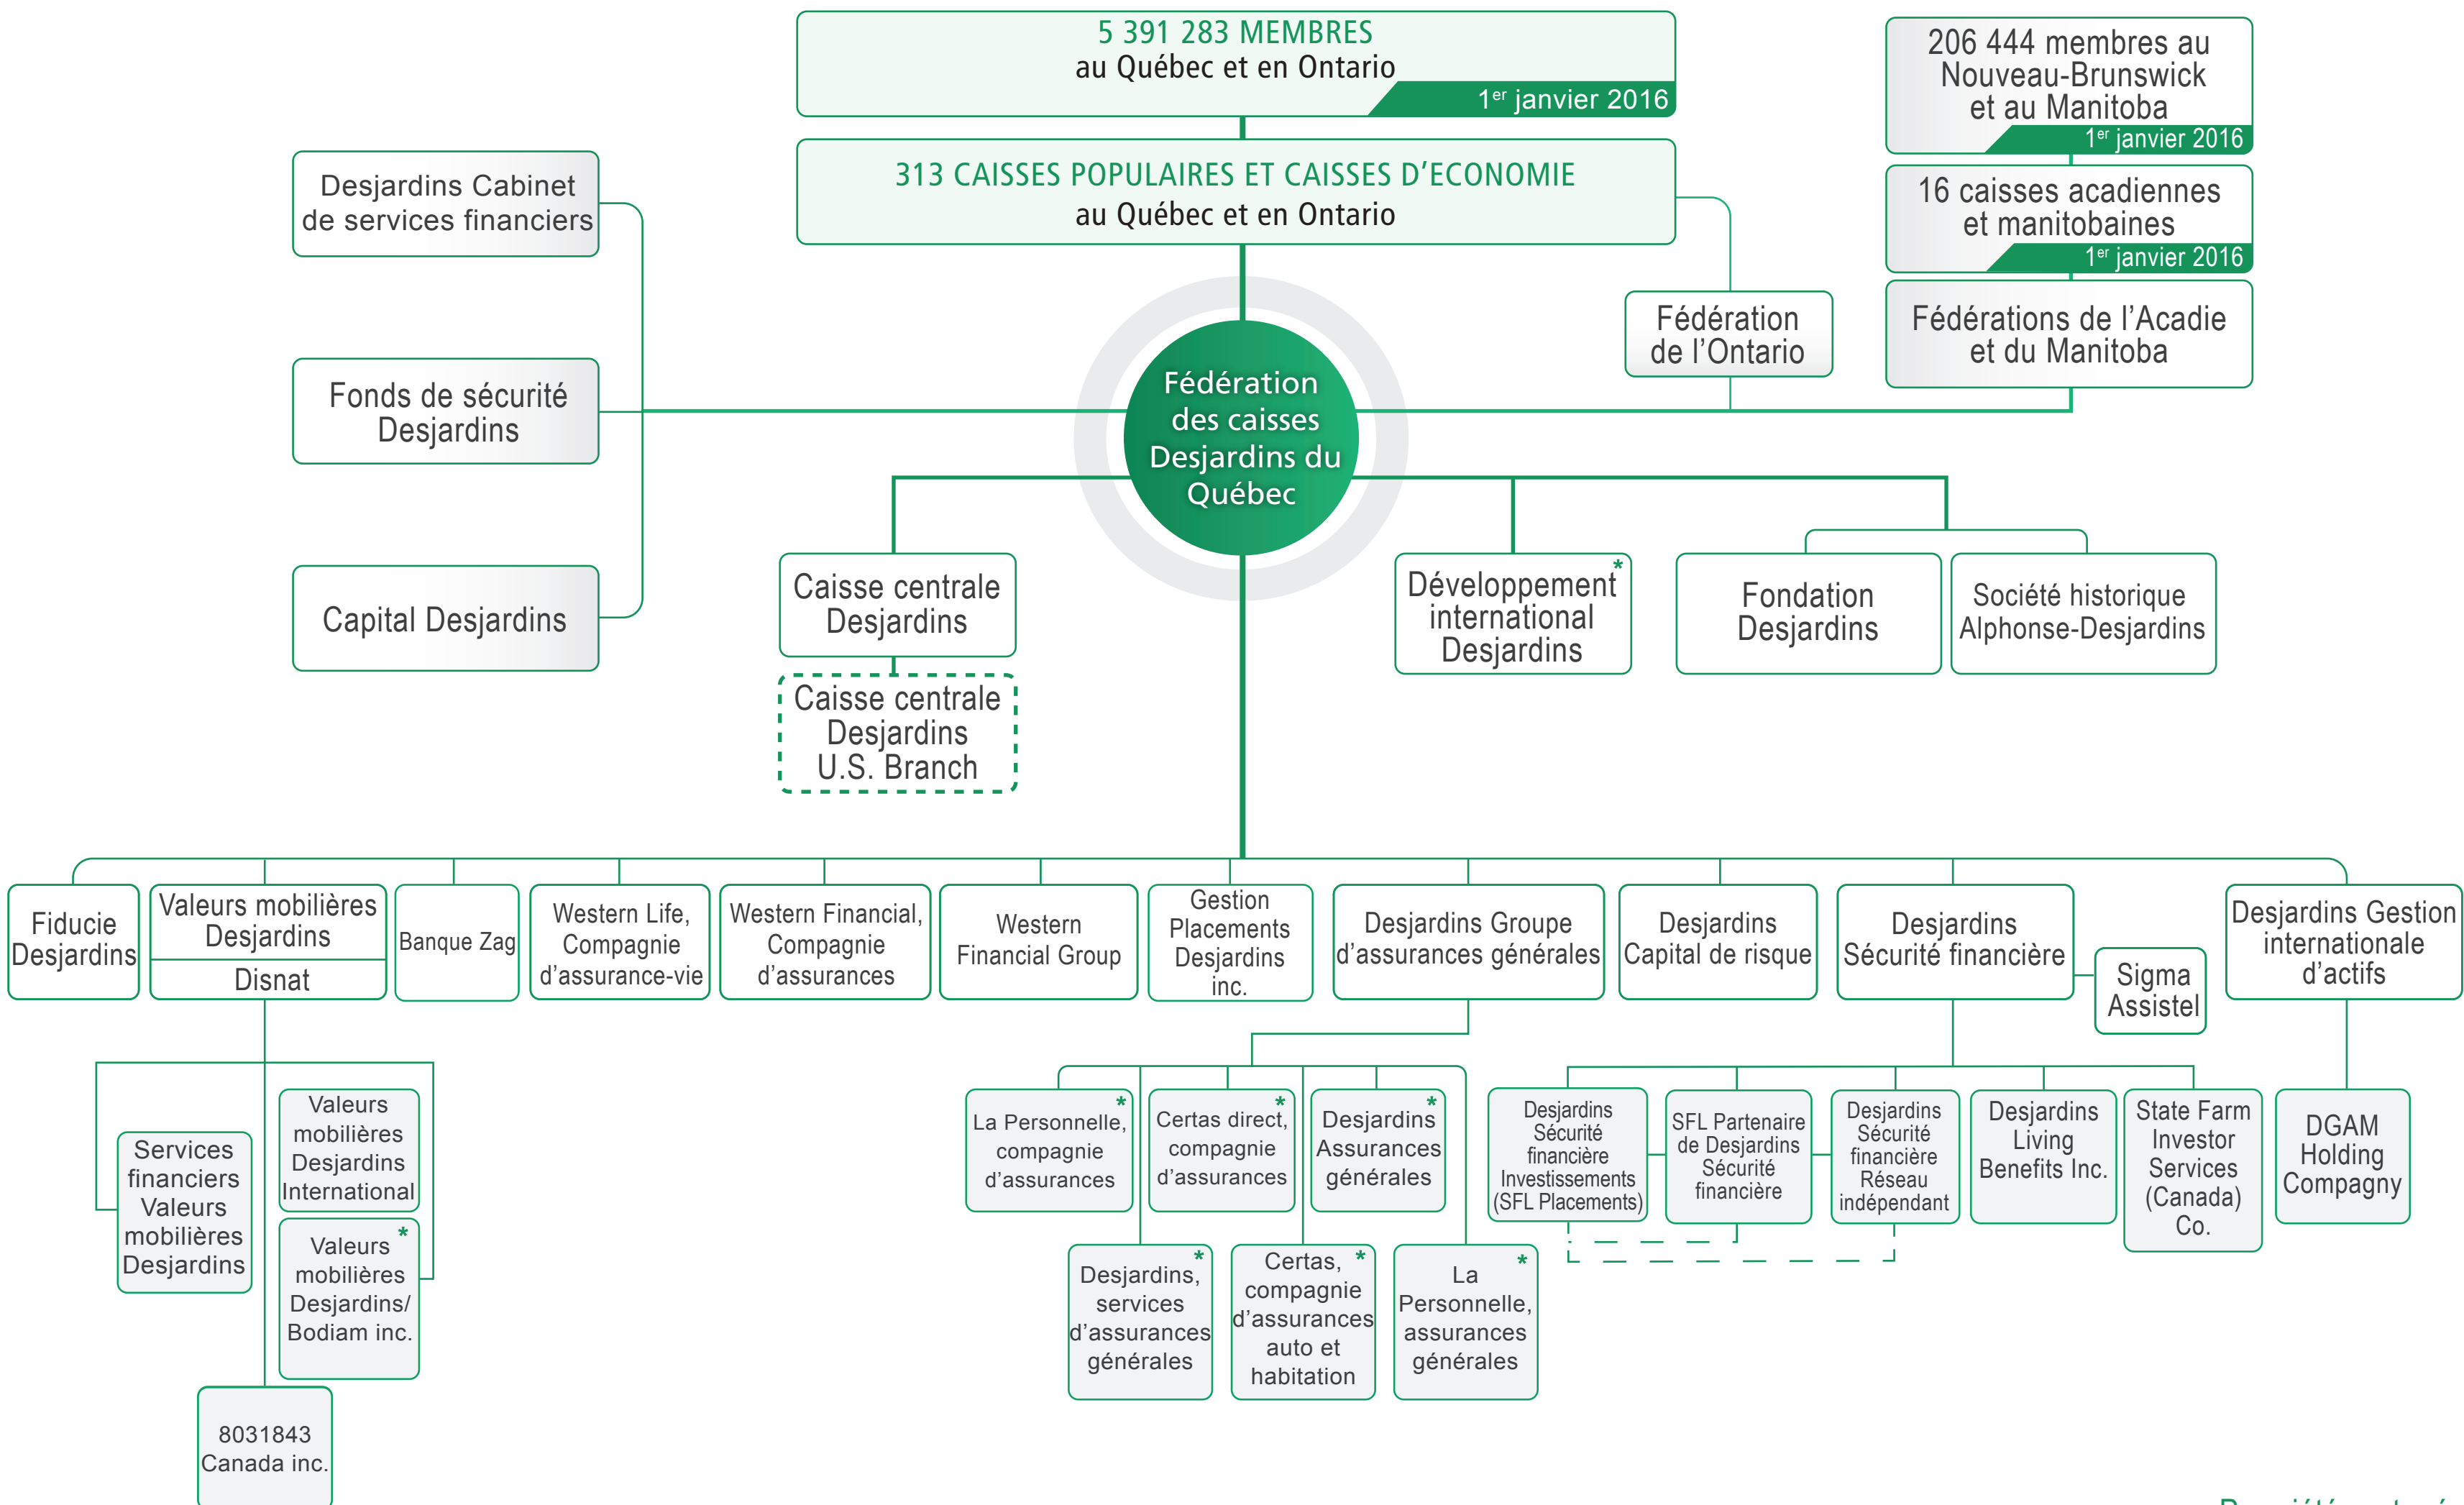 5 391 283 MEMBRES
au Québec et en Ontario
1er janvier 2016
206 444 membres au
Nouveau-Brunswick
et au Manitoba
1er janvier 2016
313 CAISSES POPULAIRES ET CAISSES D'ECONOMIE
au Québec et en Ontario
16 caisses acadiennes
et manitobaines
1er janvier 2016
Desjardins Cabinet
de services financiers
Fédération
de l'Ontario
Fédérations de l'Acadie
et du Manitoba
Fonds de sécurité
Desjardins
Fédération
des caisses
Desjardins du
Québec
Capital Desjardins
Caisse centrale
Desjardins
Caisse centrale
Desjardins
U.S. Branch
Développement *
international
Desjardins
Fondation
Desjardins
Société historique
Alphonse-Desjardins
Fiducie
Desjardins
Valeurs mobilières
Desjardins
Disnat
Banque Zag
Western Life,
Compagnie
d'assurance-vie
Western Financial,
Compagnie
d'assurances
Western
Financial Group
Gestion
Placements
Desjardins
inc.
Desjardins Groupe
d'assurances générales
Desjardins
Capital de risque
Desjardins
Sécurité financière
Sigma
Assistel
Desjardins Gestion
internationale
d'actifs
Services
financiers
Valeurs
mobilières
Desjardins
Valeurs
mobilières
Desjardins
International
Valeurs *
mobilières
Desjardins/
Bodiam inc.
8031843
Canada inc.
*
La Personnelle,
compagnie
d'assurances
*
Certas direct,
compagnie
d'assurances
*
Desjardins
Assurances
générales
*
Desjardins,
services
d'assurances
générales
Certas, *
compagnie
d'assurances
auto et
habitation
*
La
Personnelle,
assurances
générales
Desjardins
Sécurité
financière
Investissements
(SFL Placements)
SFL Partenaire
de Desjardins
Sécurité
financière
Desjardins
Sécurité
financière
Réseau
indépendant
Desjardins
Living
Benefits Inc.
State Farm
Investor
Services
(Canada)
Co.
DGAM
Holding
Compagny